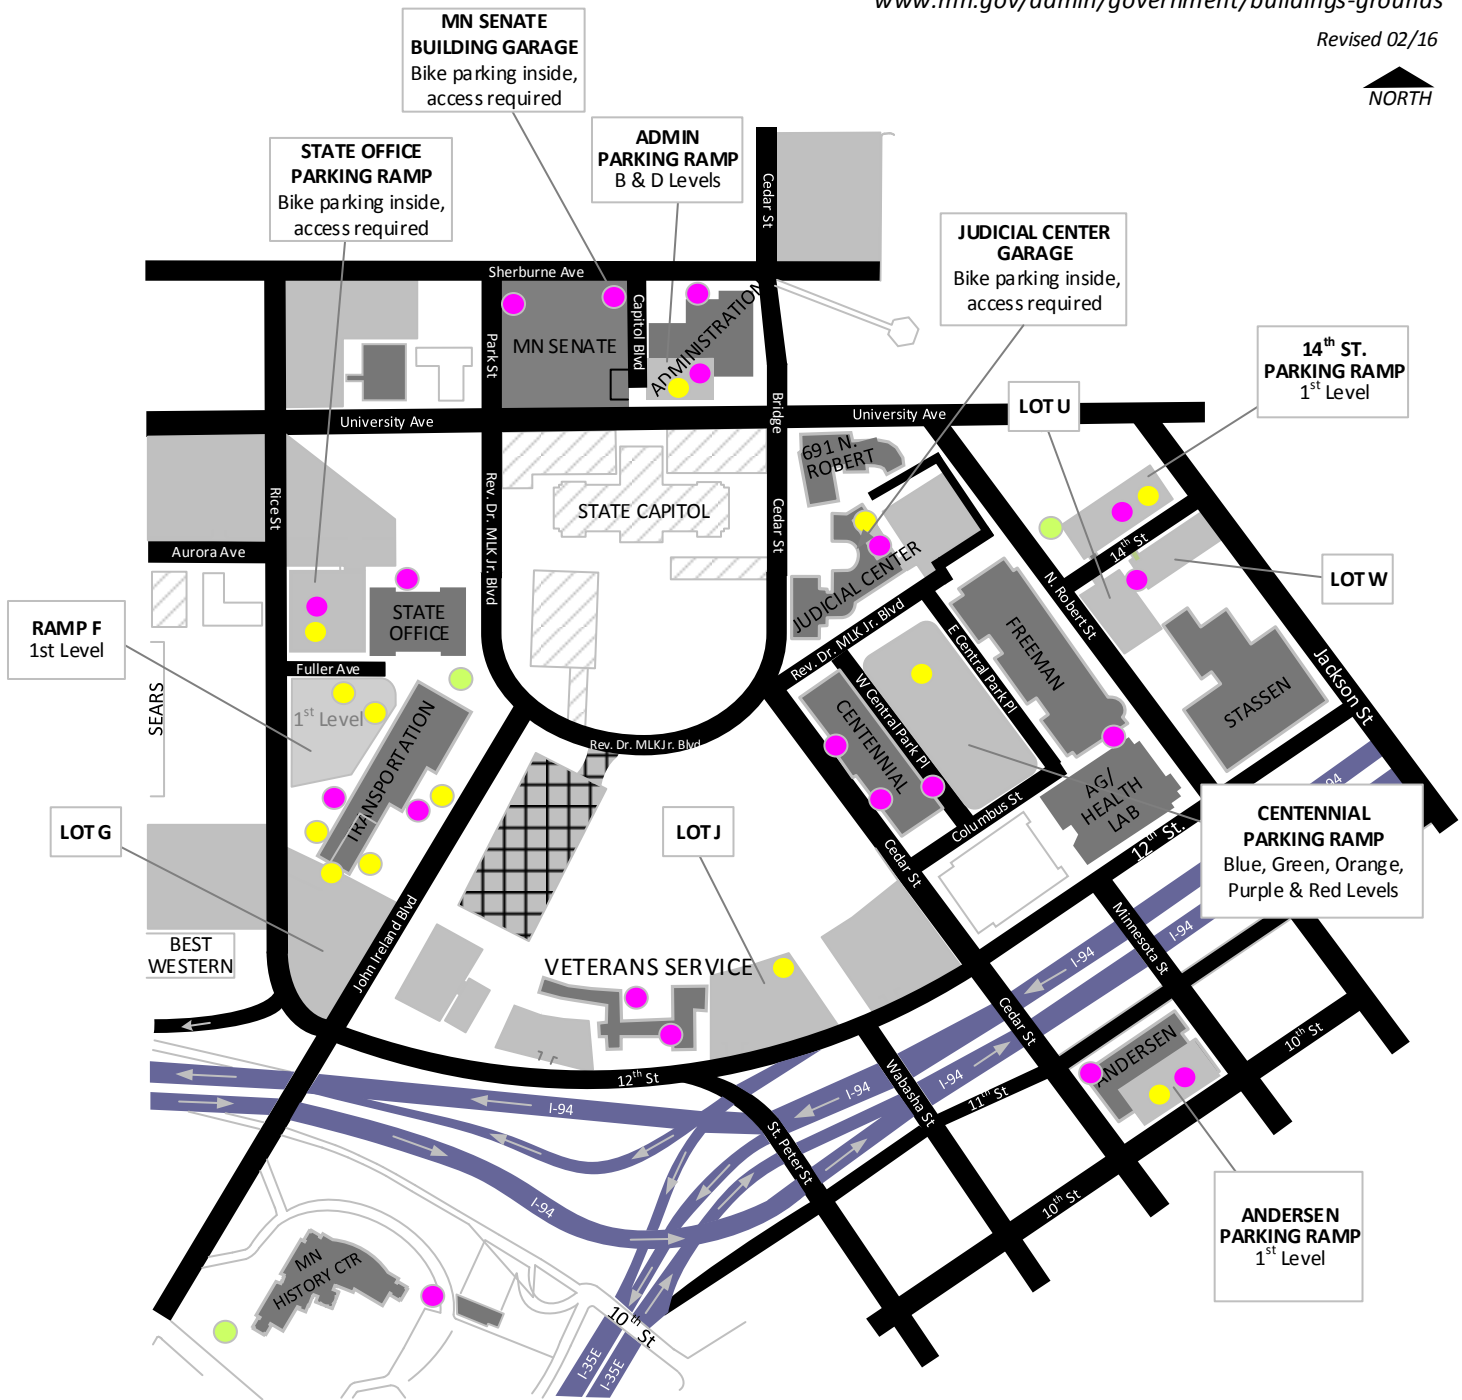 www.mn.gov/admin/government/buildings-grounds
Revised 02/16
NORTH
MN SENATE
BUILDING GARAGE
Bike parking inside,
access required
ADMIN
PARKING RAMP
B & D Levels
STATE OFFICE
PARKING RAMP
Bike parking inside,
access required
JUDICIAL CENTER
GARAGE
Bike parking inside,
access required
14th ST.
PARKING RAMP
1st Level
LOT U
LOT W
Cedar St
Sherburne Ave
Park St
MN SENATE
Capitol Blvd
ADMINISTRATION
University Ave
Bridge
University Ave
Rice St
Rev. Dr. MLK Jr. Blvd
STATE CAPITOL
Cedar St
691 N.
ROBERT
JUDICIAL CENTER
14th St
N. Robert St
Aurora Ave
STATE
OFFICE
RAMP F
1st Level
Fuller Ave
1st Level
SEARS
TRANSPORTATION
Rev. Dr. MLK Jr. Blvd
Rev. Dr. MLK Jr. Blvd
E Central Park Pl
W Central Park Pl
FREEMAN
CENTENNIAL
STASSEN
Jackson St
AG/
HEALTH
LAB
Columbus St
12th St.
I-94
CENTENNIAL
PARKING RAMP
Blue, Green, Orange,
Purple & Red Levels
LOT G
LOT J
Cedar St
BEST
WESTERN
John Ireland Blvd
VETERANS SERVICE
Minnesota St
I-94
I-94
Cedar St
12th St
I-94
I-94
I-94
Wabasha St
11th St
ANDERSEN
10th St
St. Peter St
10th St
I-94
ANDERSEN
PARKING RAMP
1st Level
MN
HISTORY CTR
10th St
I-35E
I-35E